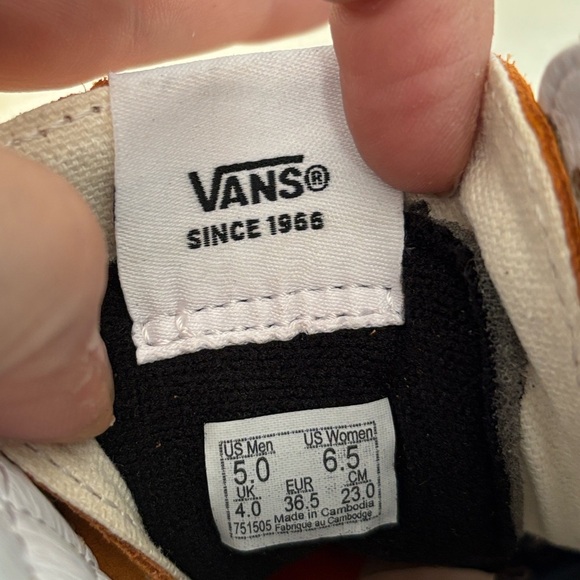 VANS®
SINCE 1966
US Men US Women
5.0 6.5
UK EUR CM
4.0 36.5 23.0
751505 Made in Cambodia
Fabrique au Cambodge